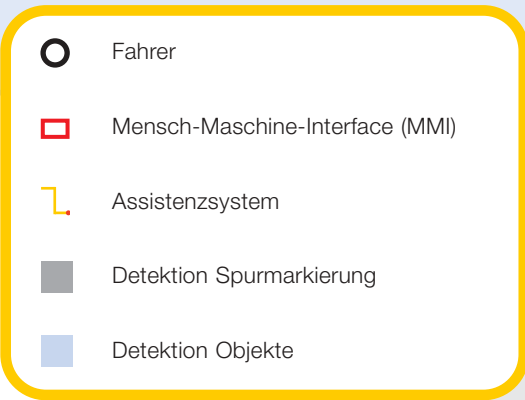 Fahrer
Mensch-Maschine-Interface (MMI)
Assistenzsystem
Detektion Spurmarkierung
Detektion Objekte